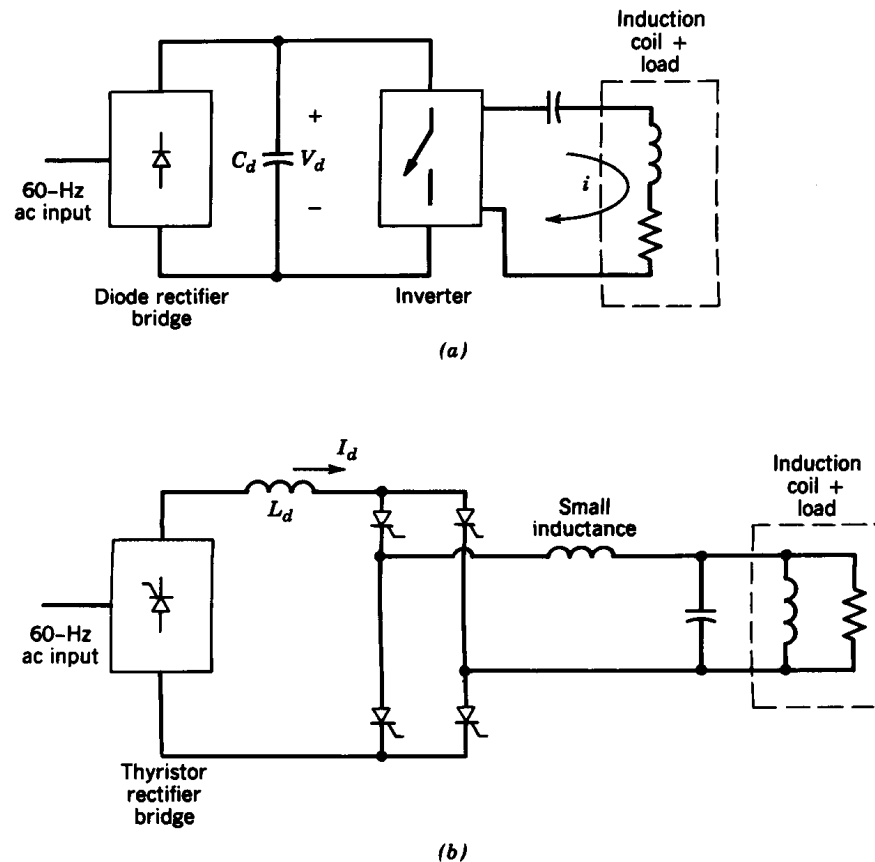 Induction
coil +
load
+
C_d
V_d
−
i
60-Hz
ac input
Diode rectifier
bridge
Inverter
(a)
I_d
L_d
Small
inductance
Induction
coil +
load
60-Hz
ac input
Thyristor
rectifier
bridge
(b)